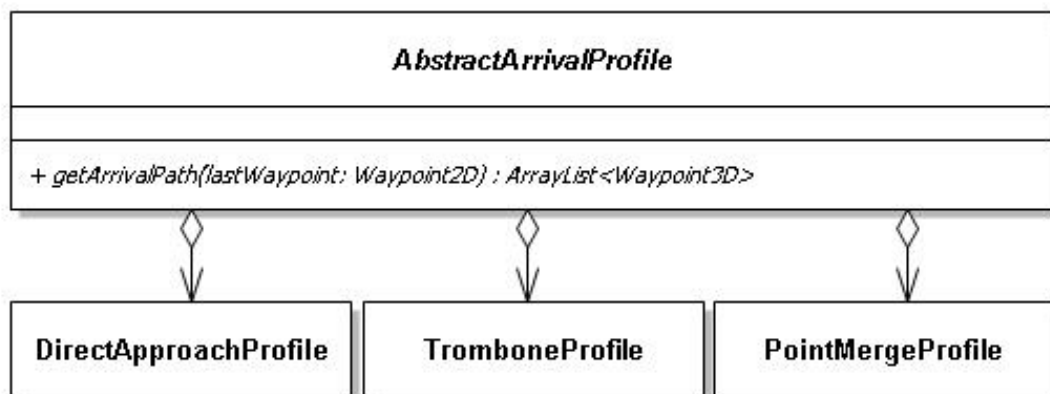 AbstractArrivalProfile
+ getArrivalPath(lastWaypoint: Waypoint2D) : ArrayList<Waypoint3D>
DirectApproachProfile TromboneProfile PointMergeProfile